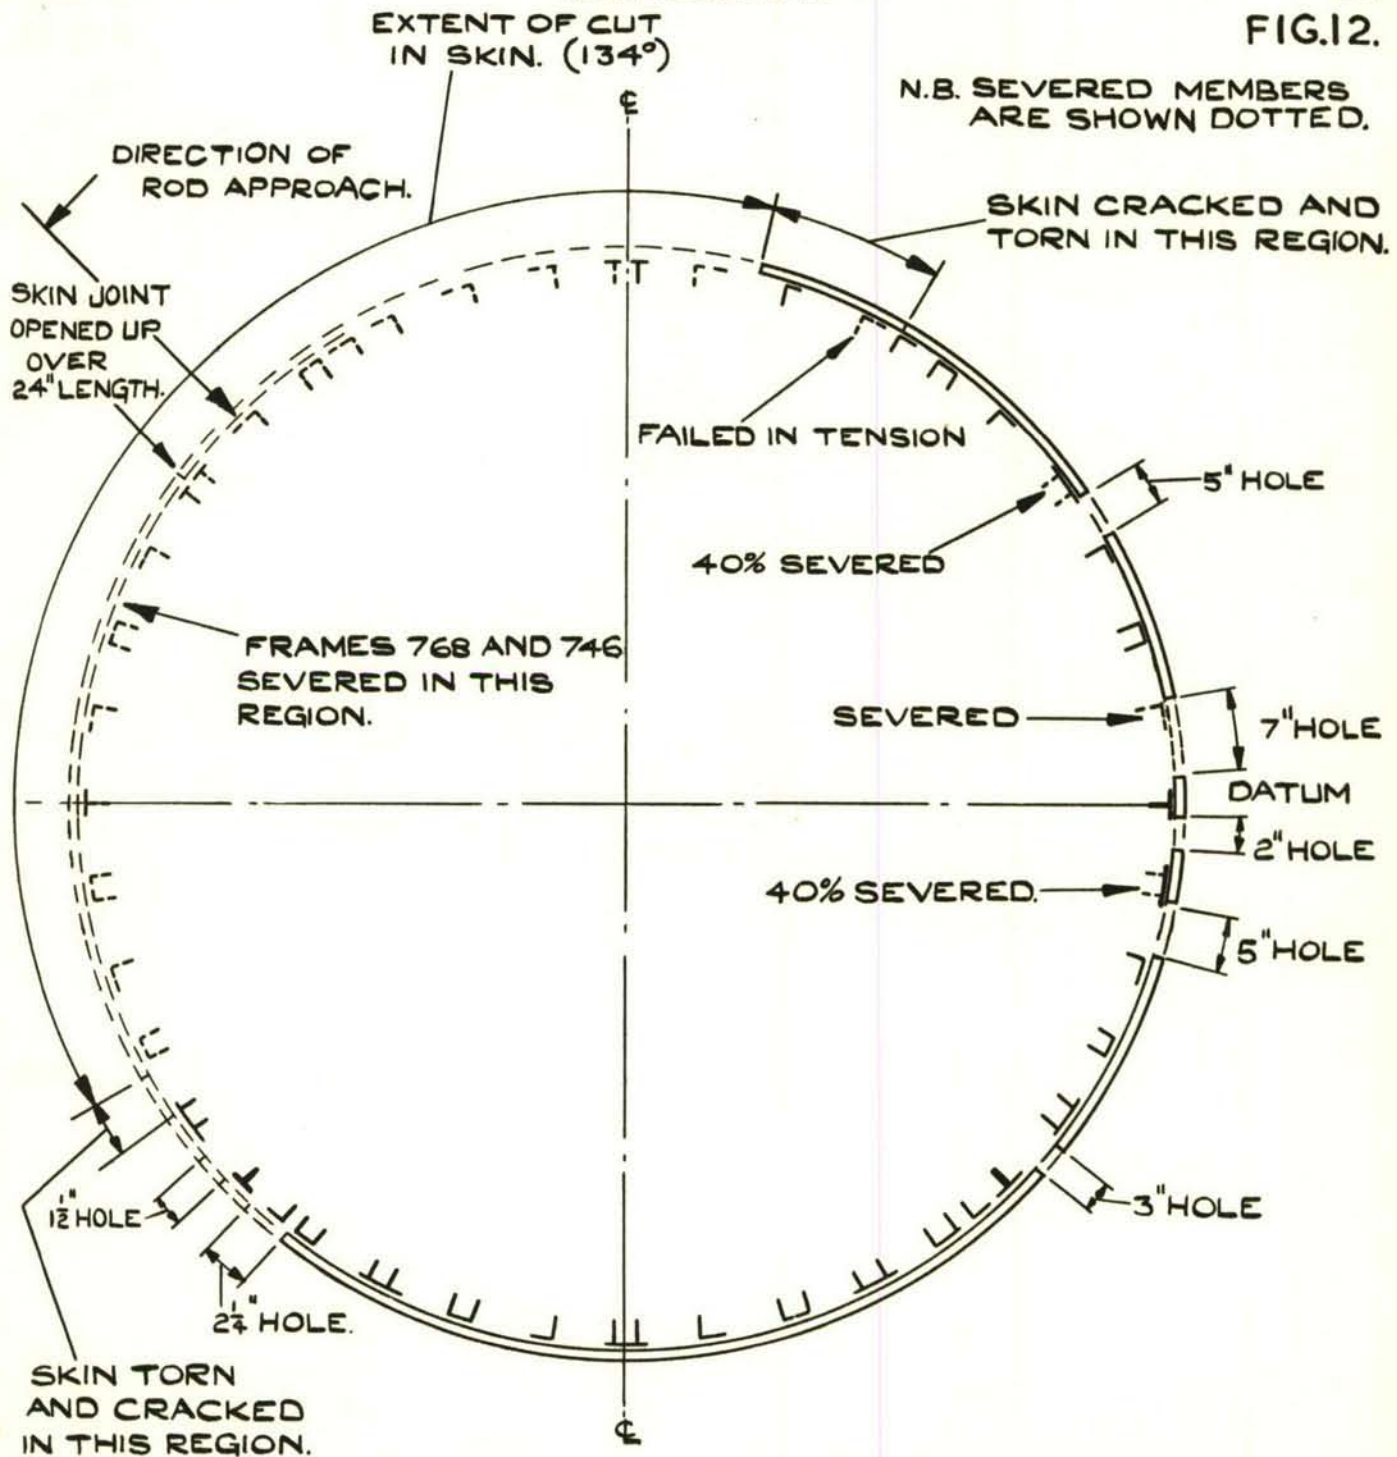 FIG.12.
EXTENT OF CUT
IN SKIN. (134°)
N.B. SEVERED MEMBERS
ARE SHOWN DOTTED.
℄
DIRECTION OF
ROD APPROACH.
SKIN CRACKED AND
TORN IN THIS REGION.
SKIN JOINT
OPENED UP
OVER
24" LENGTH.
FAILED IN TENSION
5" HOLE
40% SEVERED
FRAMES 768 AND 746
SEVERED IN THIS
REGION.
SEVERED
7" HOLE
DATUM
2" HOLE
40% SEVERED.
5" HOLE
3" HOLE
1½" HOLE
2¼" HOLE.
SKIN TORN
AND CRACKED
IN THIS REGION.
℄